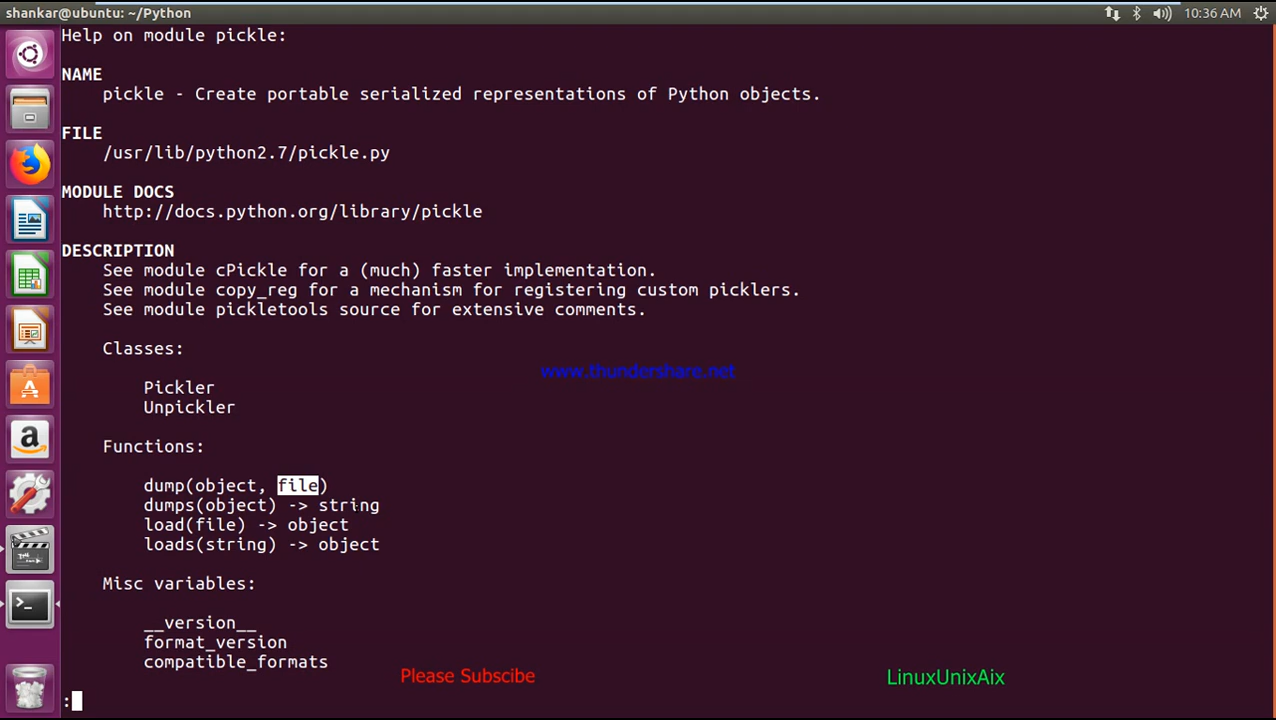 shankar@ubuntu: ~/Python
10:36 AM
Help on module pickle:
NAME
pickle - Create portable serialized representations of Python objects.
FILE
/usr/lib/python2.7/pickle.py
MODULE DOCS
http://docs.python.org/library/pickle
DESCRIPTION
See module cPickle for a (much) faster implementation.
See module copy_reg for a mechanism for registering custom picklers.
See module pickletools source for extensive comments.
Classes:
www.thundershare.net
Pickler
Unpickler
Functions:
dump(object, file)
dumps(object) -> string
load(file) -> object
loads(string) -> object
Misc variables:
__version__
format_version
compatible_formats
Please Subscibe
LinuxUnixAix
: